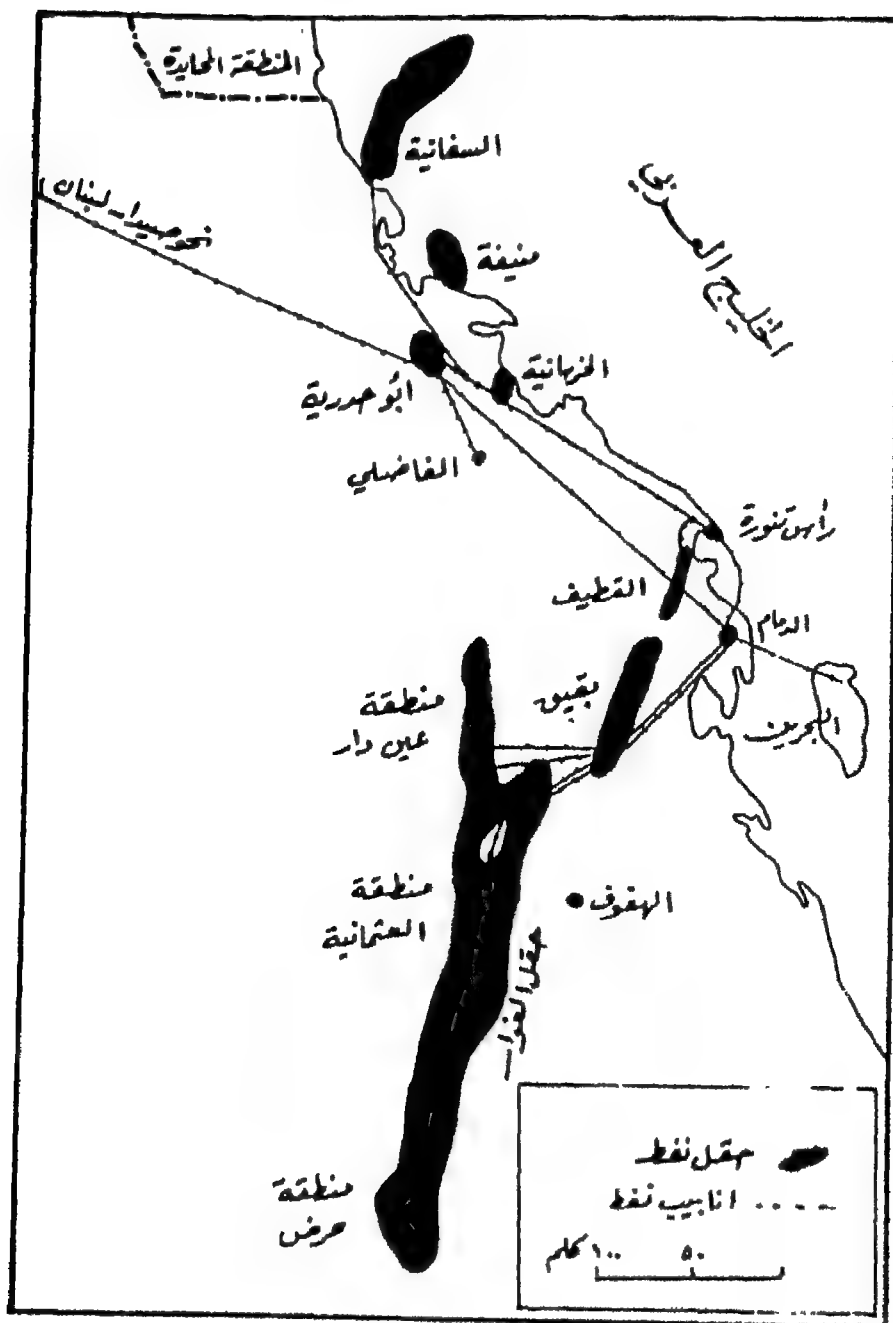 المنطقة المحايدة
السفانية
الخليج العربي
نحو صيدا - لبنان
منيفة
الخرسانية
أبو حدرية
الفاضلي
رأس تنورة
القطيف
الدمام
بقيق
منطقة
عين دار
البحرين
منطقة
العثمانية
الهفوف
حقل الغوار
منطقة
حرض
حقل نفط
انابيب نفط
٥٠
١٠٠ كلم